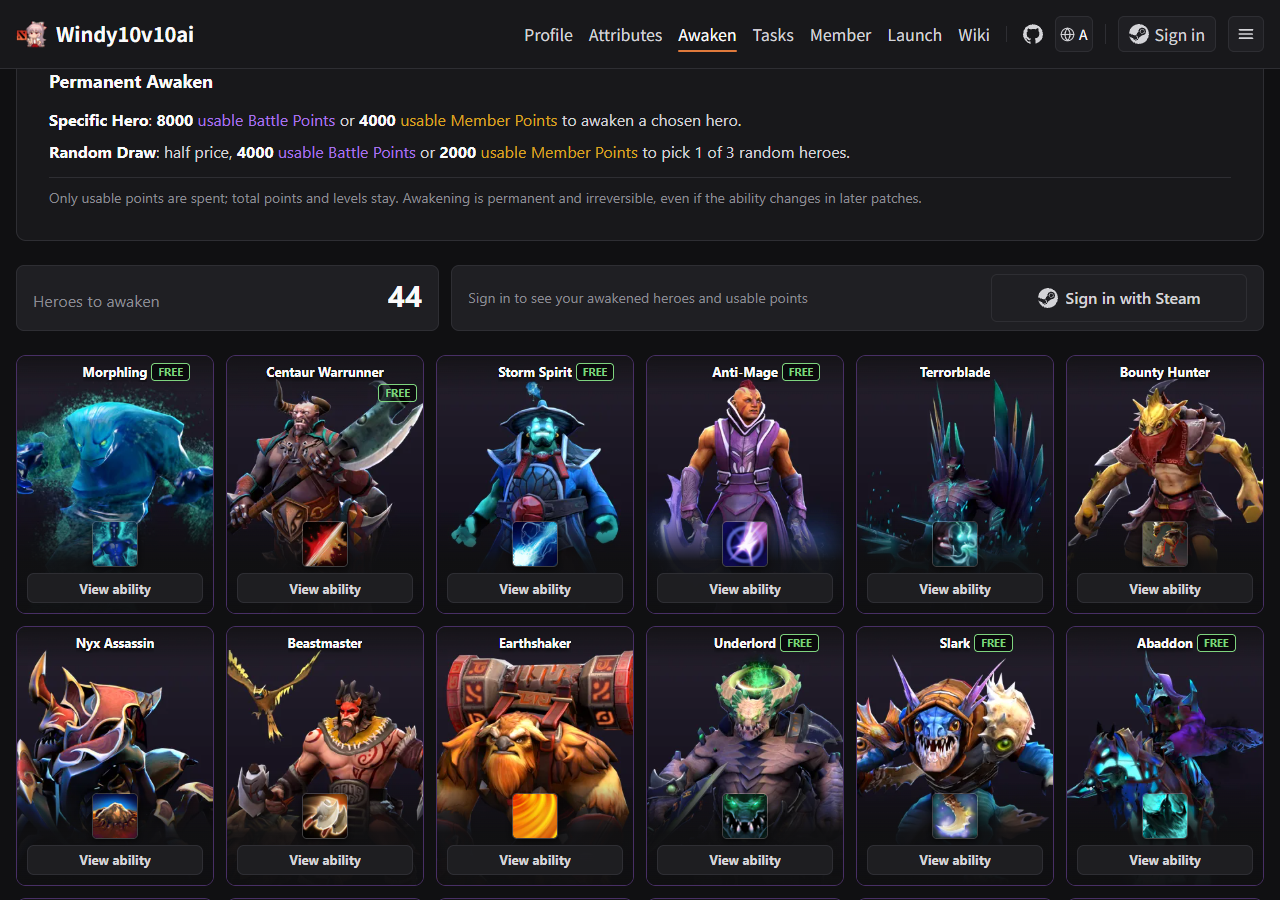 Windy10v10ai
Profile Attributes Awaken Tasks Member Launch Wiki A Sign in
Permanent Awaken
Specific Hero: 8000 usable Battle Points or 4000 usable Member Points to awaken a chosen hero.
Random Draw: half price, 4000 usable Battle Points or 2000 usable Member Points to pick 1 of 3 random heroes.
Only usable points are spent; total points and levels stay. Awakening is permanent and irreversible, even if the ability changes in later patches.
Heroes to awaken 44
Sign in to see your awakened heroes and usable points
Sign in with Steam
Morphling FREE
View ability
Centaur Warrunner
FREE
View ability
Storm Spirit FREE
View ability
Anti-Mage FREE
View ability
Terrorblade
View ability
Bounty Hunter
View ability
Nyx Assassin
View ability
Beastmaster
View ability
Earthshaker
View ability
Underlord FREE
View ability
Slark FREE
View ability
Abaddon FREE
View ability